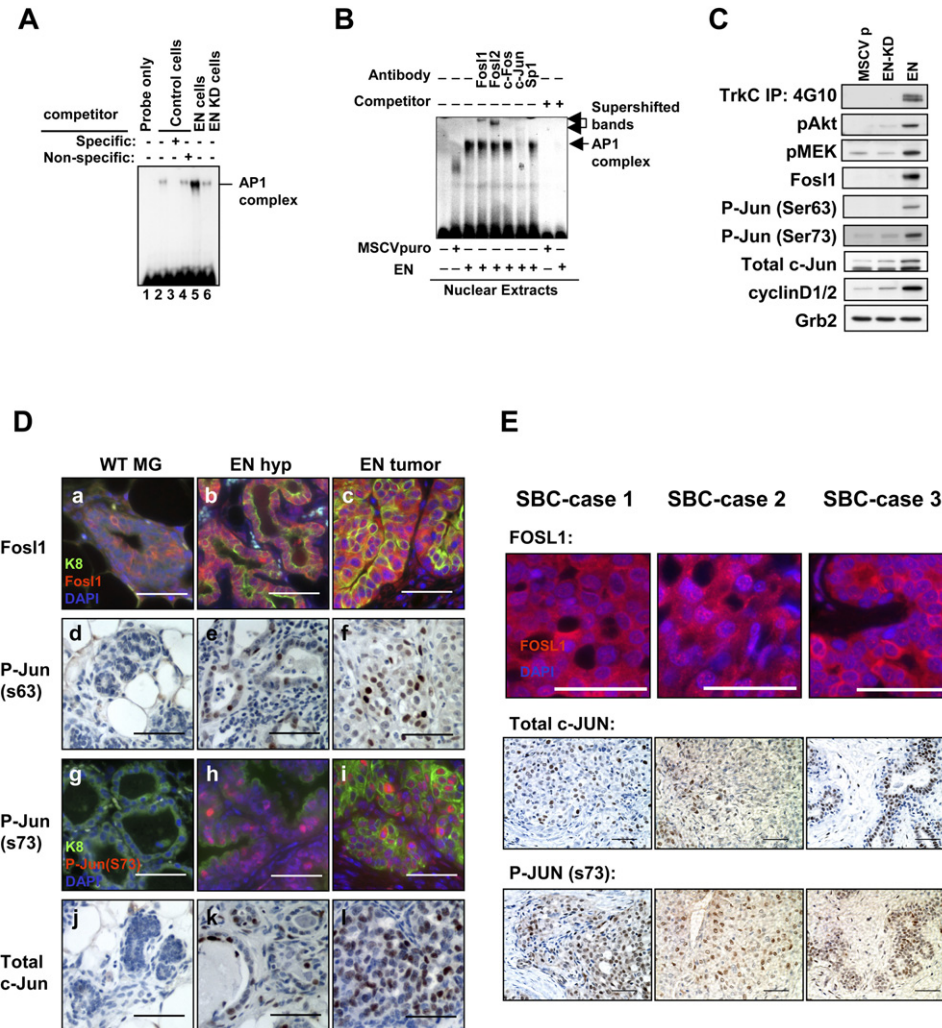 A
competitor
Probe only
Control cells
EN cells
EN KD cells
Specific: - - + - - -
Non-specific: - - - + - -
AP1
complex
1 2 3 4 5 6
B
Antibody - - - Fosl1 Fosl2 c-Fos c-Jun Sp1 - -
Competitor - - - - - - - - + +
Supershifted
bands
AP1
complex
MSCVpuro - + - - - - - - + -
EN - - + + + + + + - +
Nuclear Extracts
C
MSCV p
EN-KD
EN
TrkC IP: 4G10
pAkt
pMEK
Fosl1
P-Jun (Ser63)
P-Jun (Ser73)
Total c-Jun
cyclinD1/2
Grb2
D
WT MG EN hyp EN tumor
Fosl1
a b c
K8
Fosl1
DAPI
P-Jun
(s63)
d e f
P-Jun
(s73)
g h i
K8
P-Jun(S73)
DAPI
Total
c-Jun
j k l
E
SBC-case 1 SBC-case 2 SBC-case 3
FOSL1:
FOSL1
DAPI
Total c-JUN:
P-JUN (s73):